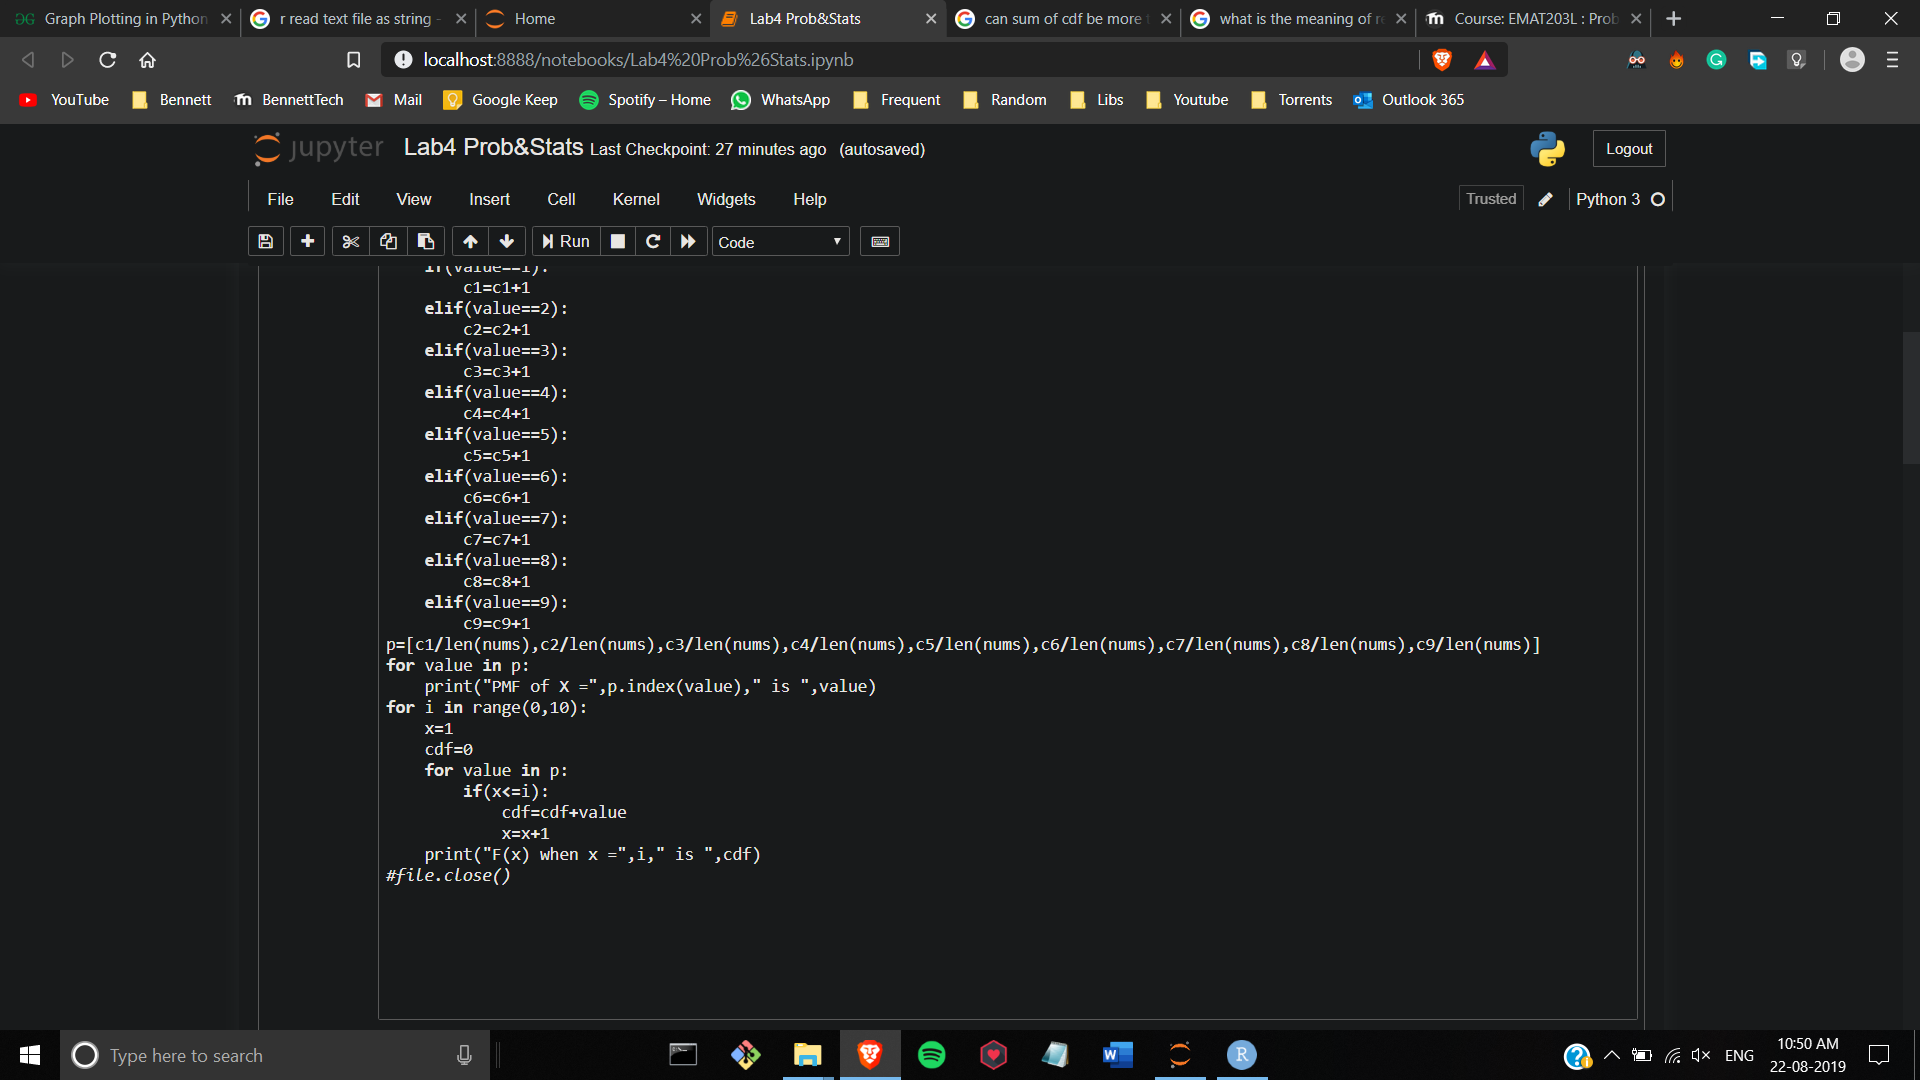 Graph Plotting in Python
r read text file as string -
Home
Lab4 Prob&Stats
can sum of cdf be more
what is the meaning of
Course: EMAT203L : Prob
localhost:8888/notebooks/Lab4%20Prob%26Stats.ipynb
YouTube
Bennett
BennettTech
Mail
Google Keep
Spotify – Home
WhatsApp
Frequent
Random
Libs
Youtube
Torrents
Outlook 365
jupyter
Lab4 Prob&Stats Last Checkpoint: 27 minutes ago (autosaved)
Logout
File Edit View Insert Cell Kernel Widgets Help
Trusted
Python 3
Run
Code
if(value==1):
c1=c1+1
elif(value==2):
c2=c2+1
elif(value==3):
c3=c3+1
elif(value==4):
c4=c4+1
elif(value==5):
c5=c5+1
elif(value==6):
c6=c6+1
elif(value==7):
c7=c7+1
elif(value==8):
c8=c8+1
elif(value==9):
c9=c9+1
p=[c1/len(nums),c2/len(nums),c3/len(nums),c4/len(nums),c5/len(nums),c6/len(nums),c7/len(nums),c8/len(nums),c9/len(nums)]
for value in p:
print("PMF of X =",p.index(value)," is ",value)
for i in range(0,10):
x=1
cdf=0
for value in p:
if(x<=i):
cdf=cdf+value
x=x+1
print("F(x) when x =",i," is ",cdf)
#file.close()
Type here to search
ENG
10:50 AM
22-08-2019